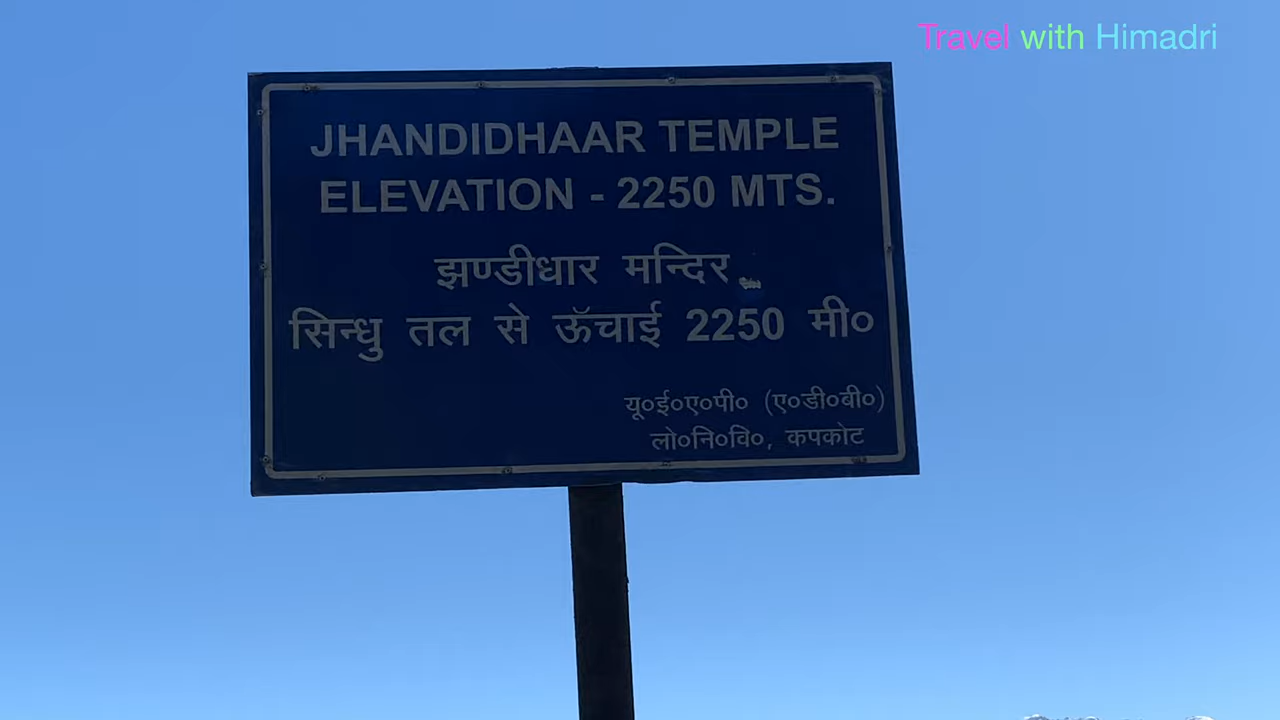 Travel with Himadri
JHANDIDHAAR TEMPLE
ELEVATION - 2250 MTS.
झण्डीधार मन्दिर
सिन्धु तल से ऊॅचाई 2250 मी०
यू०ई०ए०पी० (ए०डी०बी०)
लो०नि०वि०, कपकोट